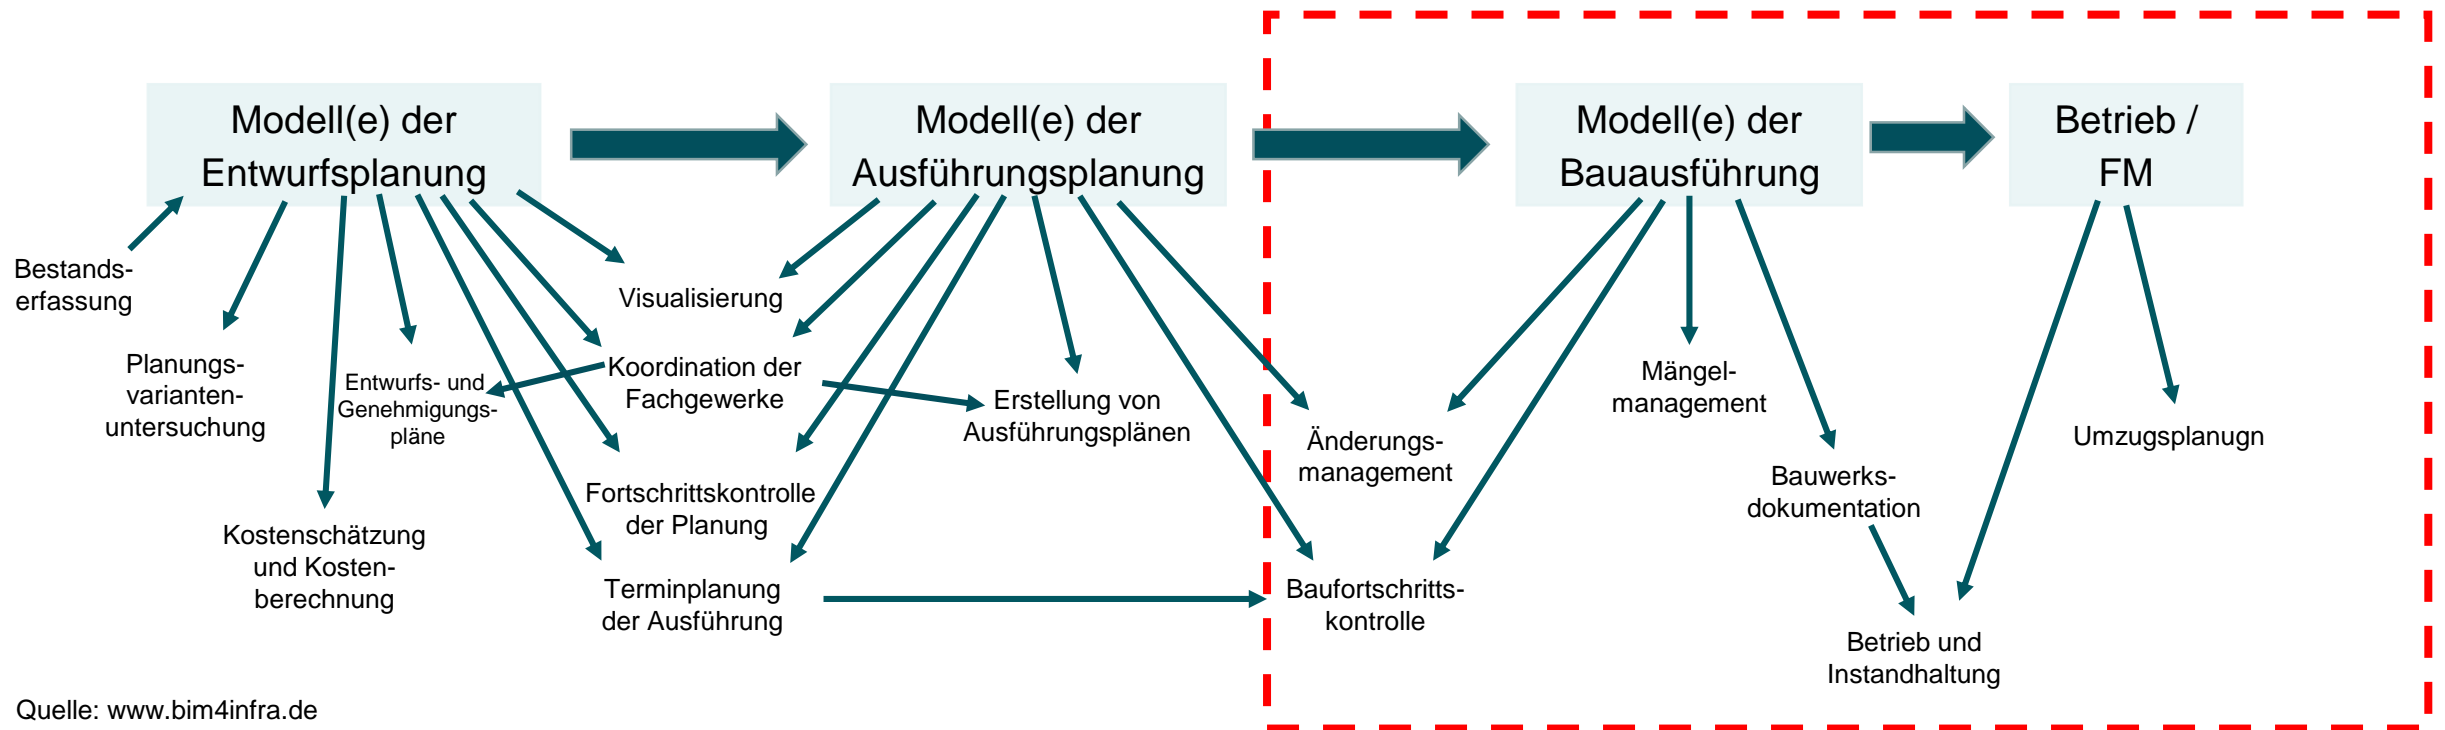 Modell(e) der
Entwurfsplanung
Modell(e) der
Ausführungsplanung
Modell(e) der
Bauausführung
Betrieb /
FM
Bestands-
erfassung
Planungs-
varianten-
untersuchung
Kostenschätzung
und Kosten-
berechnung
Entwurfs- und
Genehmigungs-
pläne
Visualisierung
Koordination der
Fachgewerke
Fortschrittskontrolle
der Planung
Terminplanung
der Ausführung
Erstellung von
Ausführungsplänen
Änderungs-
management
Baufortschritts-
kontrolle
Mängel-
management
Bauwerks-
dokumentation
Betrieb und
Instandhaltung
Umzugsplanugn
Quelle: www.bim4infra.de